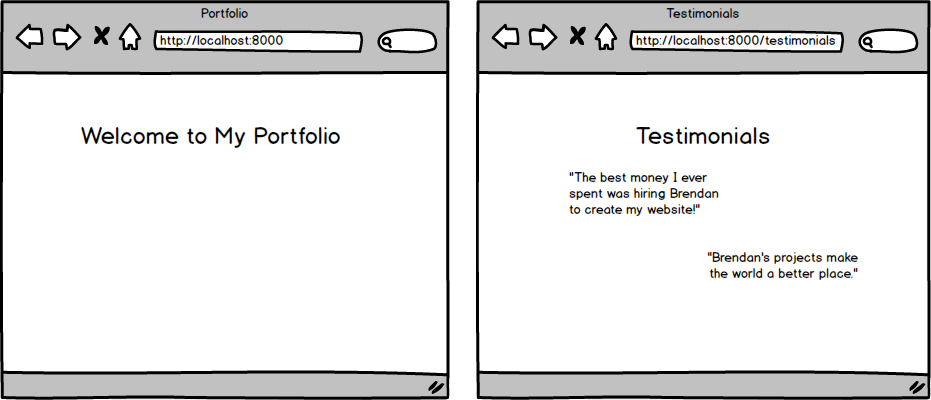 Portfolio
http://localhost:8000
Welcome to My Portfolio
Testimonials
http://localhost:8000/testimonials
Testimonials
"The best money I ever
spent was hiring Brendan
to create my website!"
"Brendan's projects make
the world a better place."